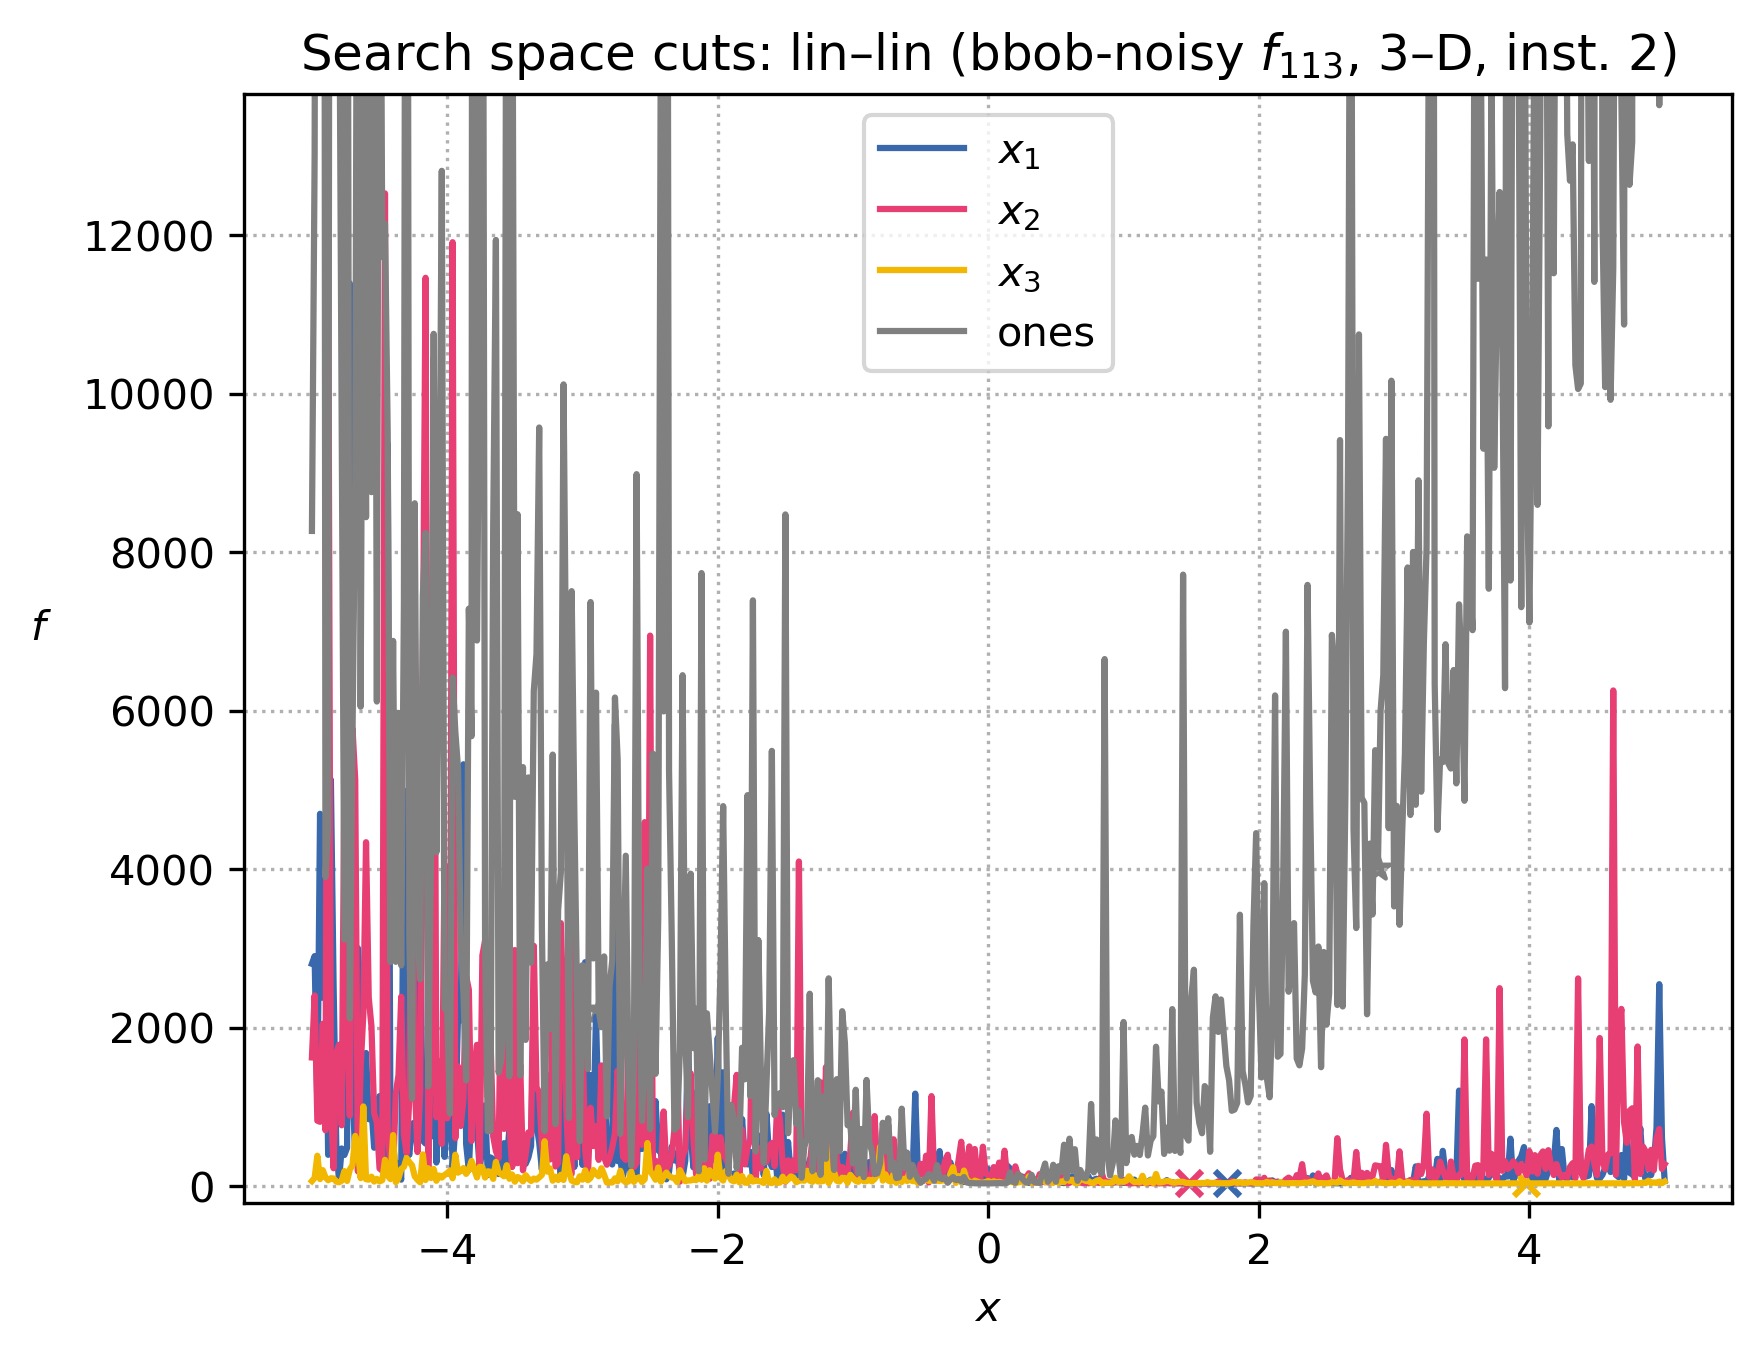 Search space cuts: lin–lin (bbob-noisy f₁₁₃, 3–D, inst. 2)
x₁
x₂
x₃
ones
12000
10000
8000
6000
4000
2000
0
f
−4 −2 0 2 4
x